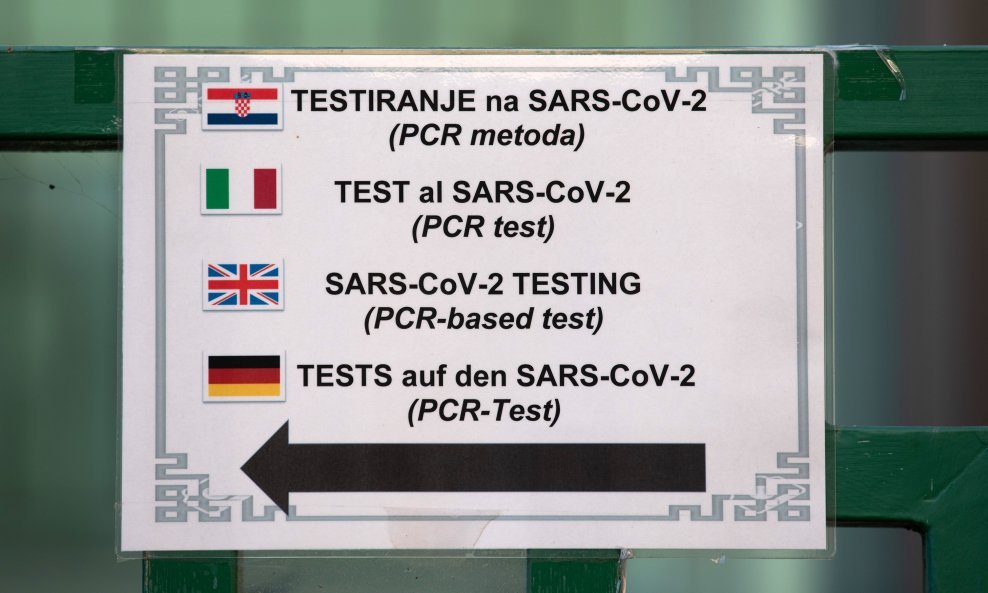 TESTIRANJE na SARS-CoV-2
(PCR metoda)
TEST al SARS-CoV-2
(PCR test)
SARS-CoV-2 TESTING
(PCR-based test)
TESTS auf den SARS-CoV-2
(PCR-Test)